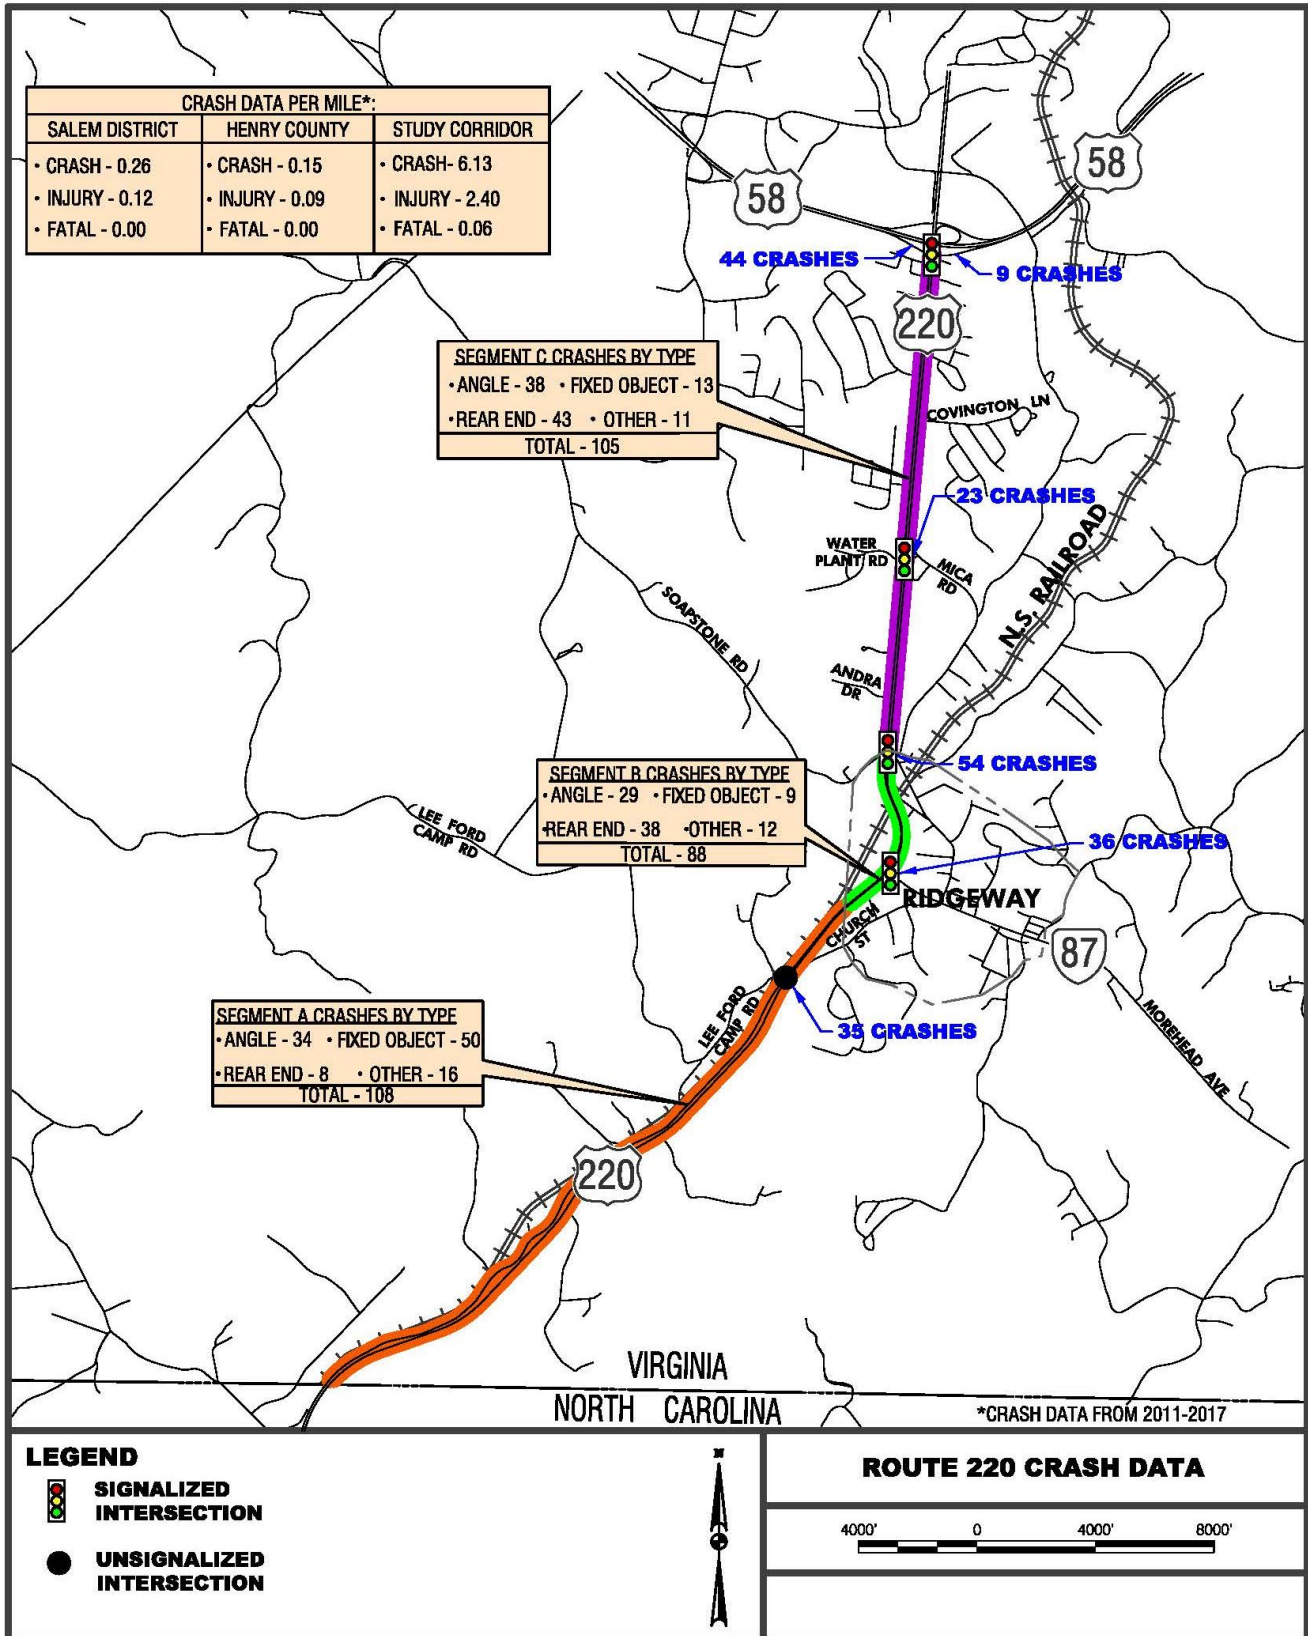 CRASH DATA PER MILE*:
SALEM DISTRICT
• CRASH - 0.26
• INJURY - 0.12
• FATAL - 0.00
HENRY COUNTY
• CRASH - 0.15
• INJURY - 0.09
• FATAL - 0.00
STUDY CORRIDOR
• CRASH- 6.13
• INJURY - 2.40
• FATAL - 0.06
58
58
44 CRASHES
9 CRASHES
220
SEGMENT C CRASHES BY TYPE
•ANGLE - 38 • FIXED OBJECT - 13
•REAR END - 43 • OTHER - 11
TOTAL - 105
COVINGTON LN
23 CRASHES
WATER
PLANT RD
MICA
RD
N.S. RAILROAD
SOAPSTONE RD
ANDRA
DR
54 CRASHES
SEGMENT B CRASHES BY TYPE
•ANGLE - 29 •FIXED OBJECT - 9
•REAR END - 38 •OTHER - 12
TOTAL - 88
LEE FORD
CAMP RD
36 CRASHES
RIDGEWAY
CHURCH
ST
87
LEE FORD
CAMP RD
35 CRASHES
MOREHEAD AVE
SEGMENT A CRASHES BY TYPE
•ANGLE - 34 • FIXED OBJECT - 50
•REAR END - 8 • OTHER - 16
TOTAL - 108
220
VIRGINIA
NORTH CAROLINA
*CRASH DATA FROM 2011-2017
LEGEND
SIGNALIZED
INTERSECTION
UNSIGNALIZED
INTERSECTION
N
ROUTE 220 CRASH DATA
4000' 0 4000' 8000'